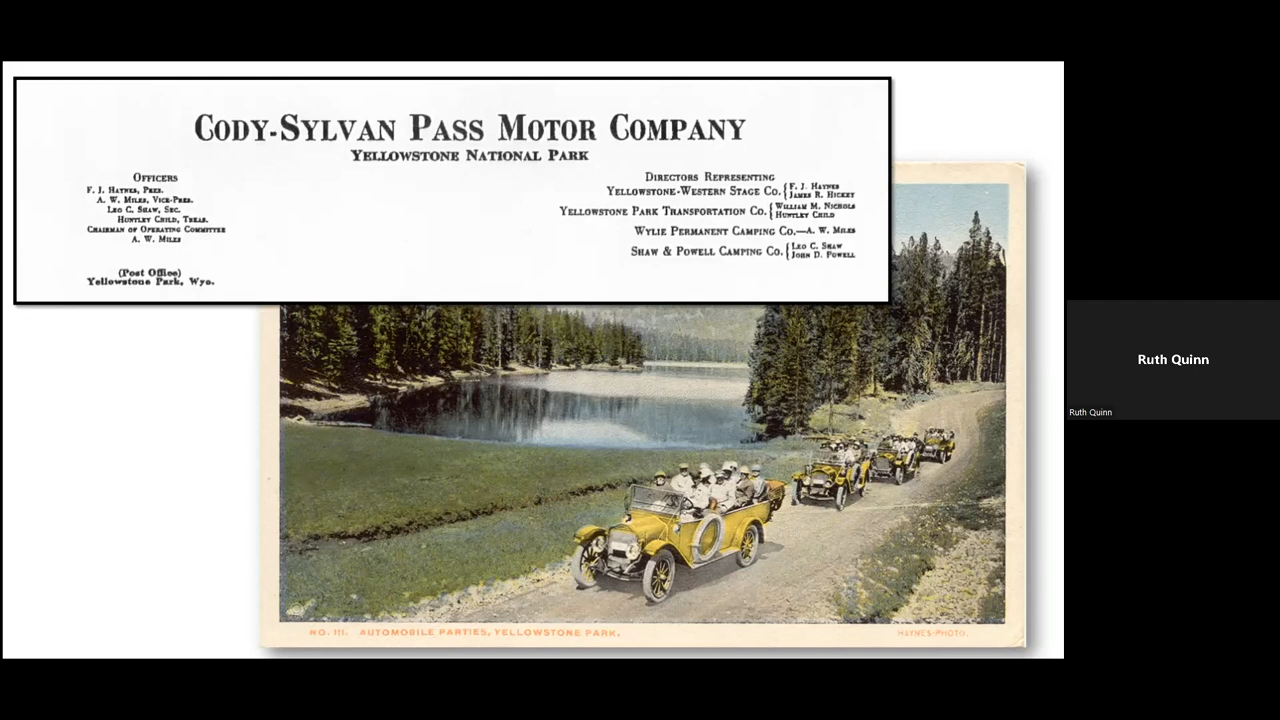 CODY-SYLVAN PASS MOTOR COMPANY
YELLOWSTONE NATIONAL PARK
OFFICERS
F. J. HAYNES, PRES.
A. W. MILES, VICE-PRES.
LEO C. SHAW, SEC.
HUNTLEY CHILD, TREAS.
CHAIRMAN OF OPERATING COMMITTEE
A. W. MILES
(Post Office)
Yellowstone Park, Wyo.
DIRECTORS REPRESENTING
YELLOWSTONE-WESTERN STAGE CO. { F. J. HAYNES
JAMES R. HICKEY
YELLOWSTONE PARK TRANSPORTATION CO. { WILLIAM M. NICHOLS
HUNTLEY CHILD
WYLIE PERMANENT CAMPING CO.—A. W. MILES
SHAW & POWELL CAMPING CO. { LEO C. SHAW
JOHN D. POWELL
NO. 111. AUTOMOBILE PARTIES, YELLOWSTONE PARK.
HAYNES-PHOTO.
Ruth Quinn
Ruth Quinn